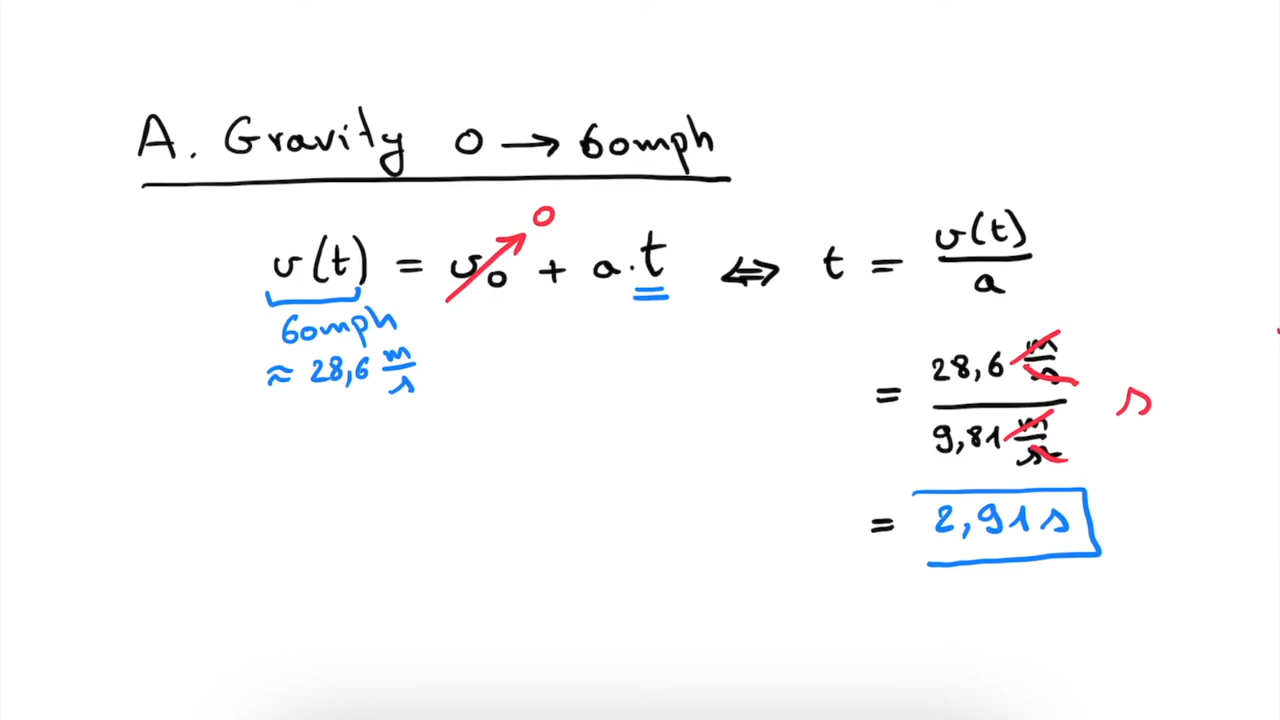 A. Gravity 0 → 60mph
0
v(t) = v₀ + a·t ⇔ t = v(t)/a
60mph
≈ 28,6 m/s
= 28,6 m/s / 9,81 m/s² s
= 2,91 s